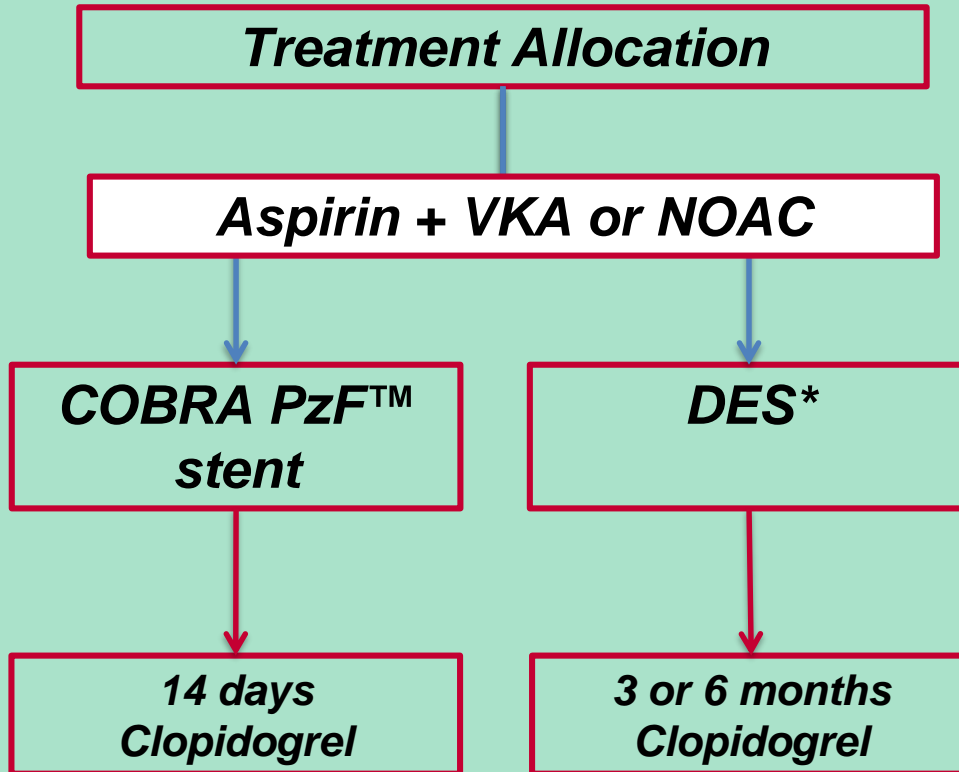 Treatment Allocation
Aspirin + VKA or NOAC
COBRA PzF™
stent
DES*
14 days
Clopidogrel
3 or 6 months
Clopidogrel